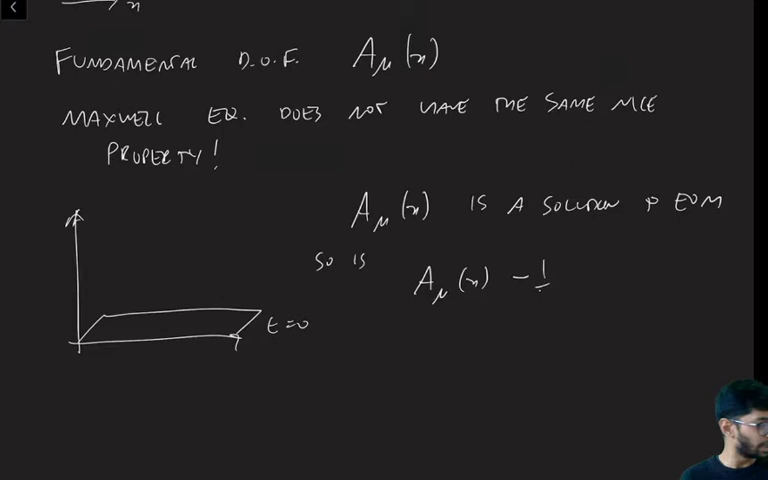 x
FUNDAMENTAL D.O.F. Aμ(x)
MAXWELL EQ. DOES NOT HAVE THE SAME NICE
PROPERTY!
Aμ(x) IS A SOLUTION EOM
SO IS Aμ(x) - 1
t=0